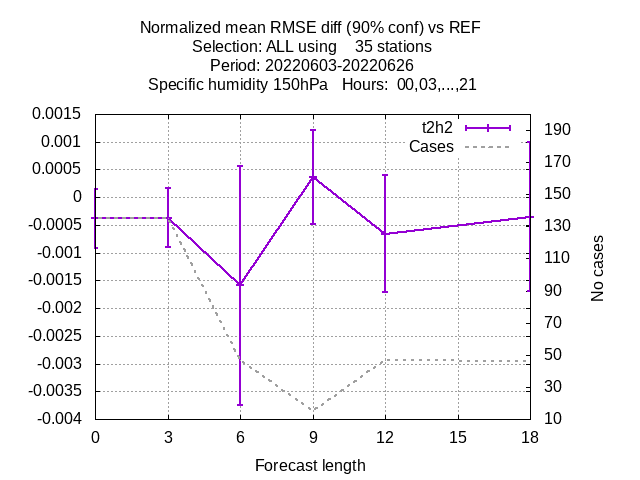 Normalized mean RMSE diff (90% conf) vs REF
Selection: ALL using    35 stations
Period: 20220603-20220626
Specific humidity 150hPa   Hours:  00,03,...,21
t2h2
Cases
0.0015
0.001
0.0005
0
-0.0005
-0.001
-0.0015
-0.002
-0.0025
-0.003
-0.0035
-0.004
190
170
150
130
110
90
70
50
30
10
No cases
0 3 6 9 12 15 18
Forecast length